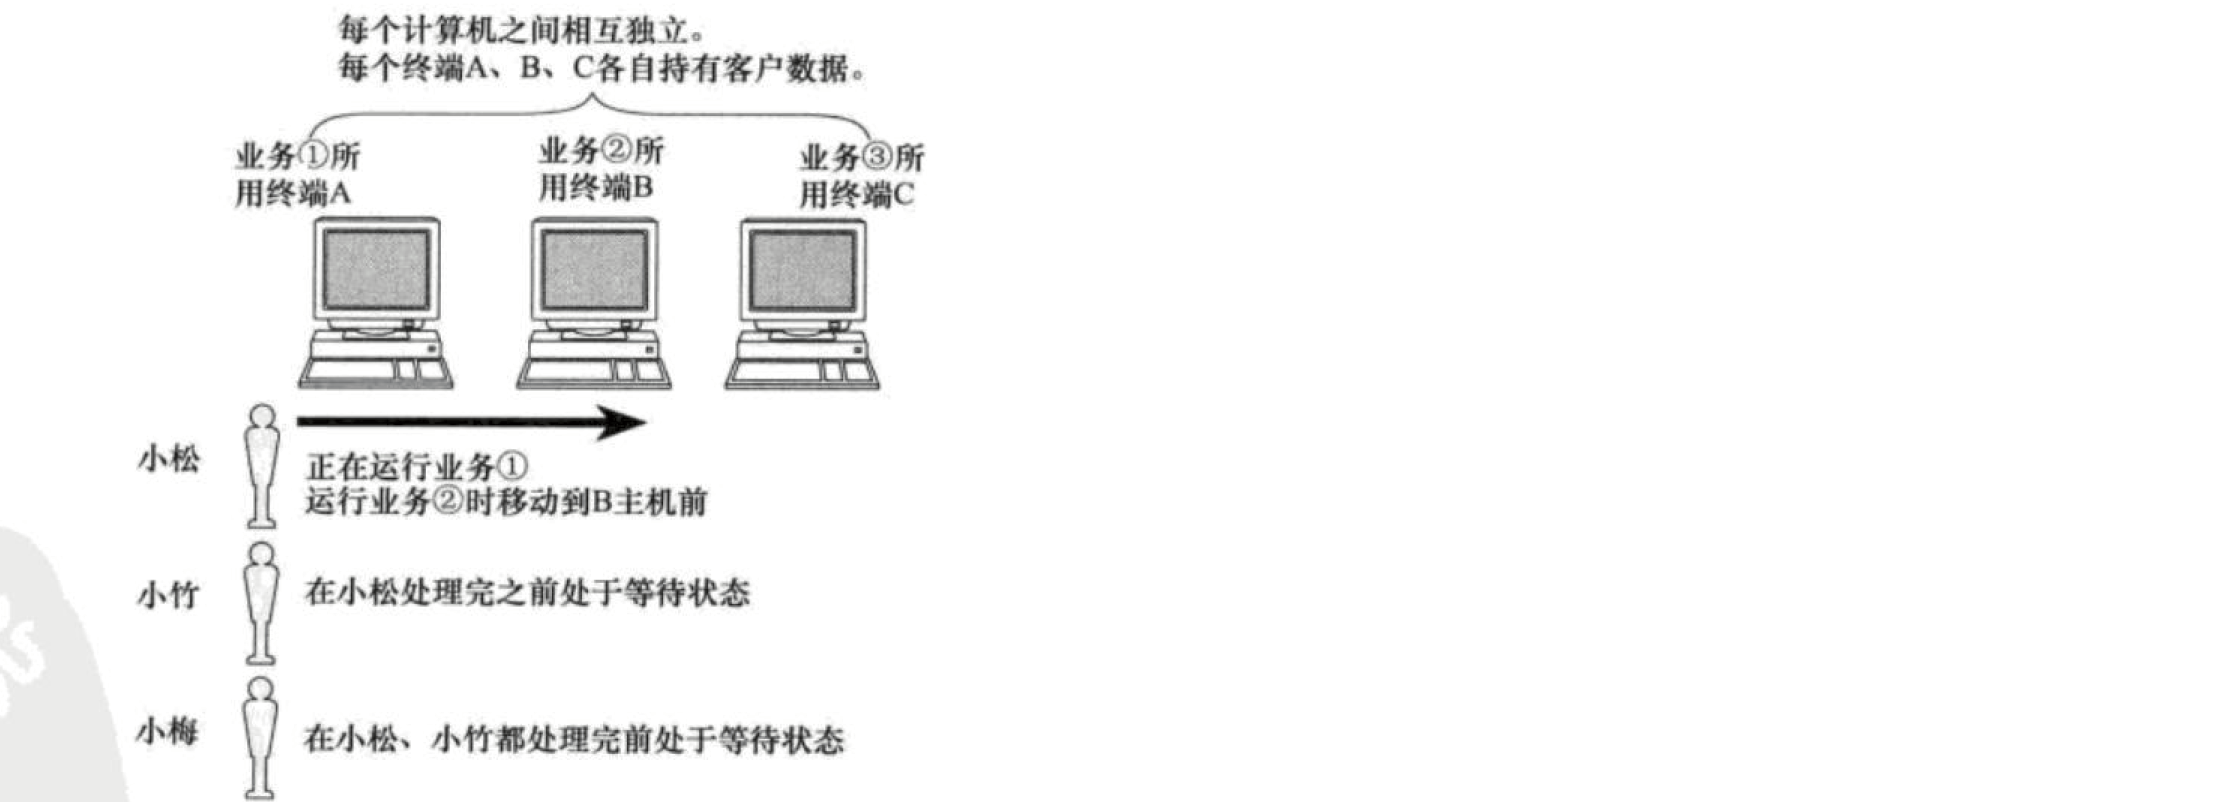 每个计算机之间相互独立。
每个终端A、B、C各自持有客户数据。
业务①所
用终端A
业务②所
用终端B
业务③所
用终端C
小松
正在运行业务①
运行业务②时移动到B主机前
小竹
在小松处理完之前处于等待状态
小梅
在小松、小竹都处理完前处于等待状态